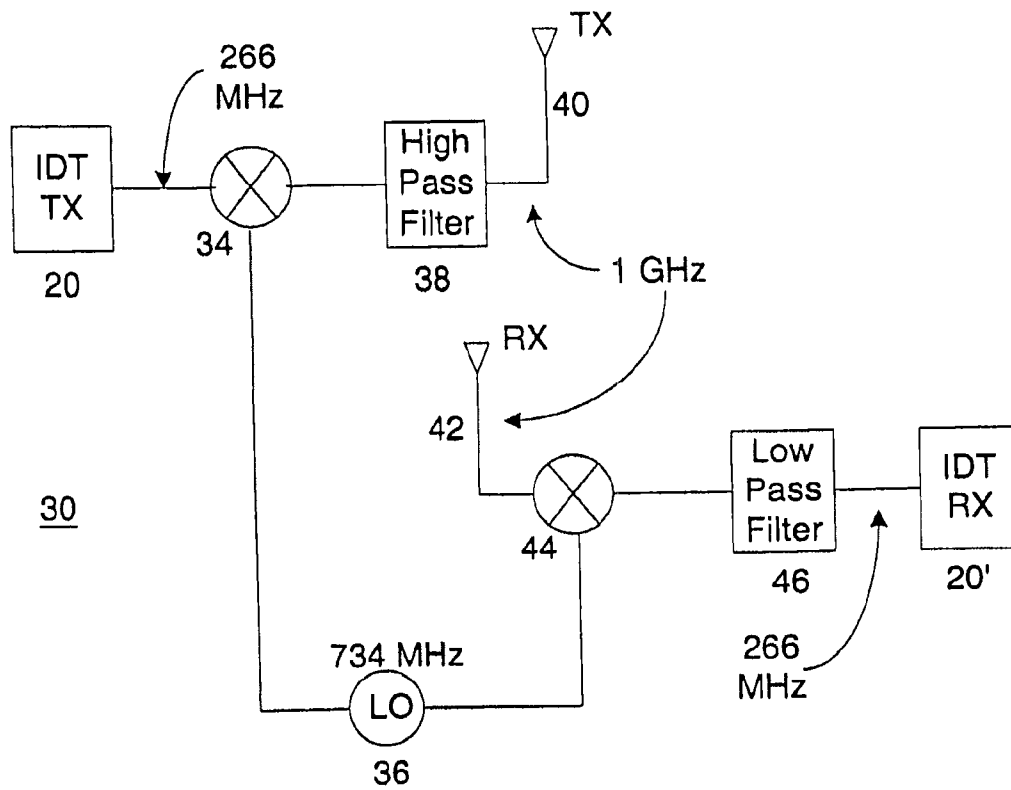 TX
266
MHz
40
IDT
TX
High
Pass
Filter
34
20
38
1 GHz
RX
42
Low
Pass
Filter
IDT
RX
30
44
46
20'
734 MHz
266
MHz
LO
36